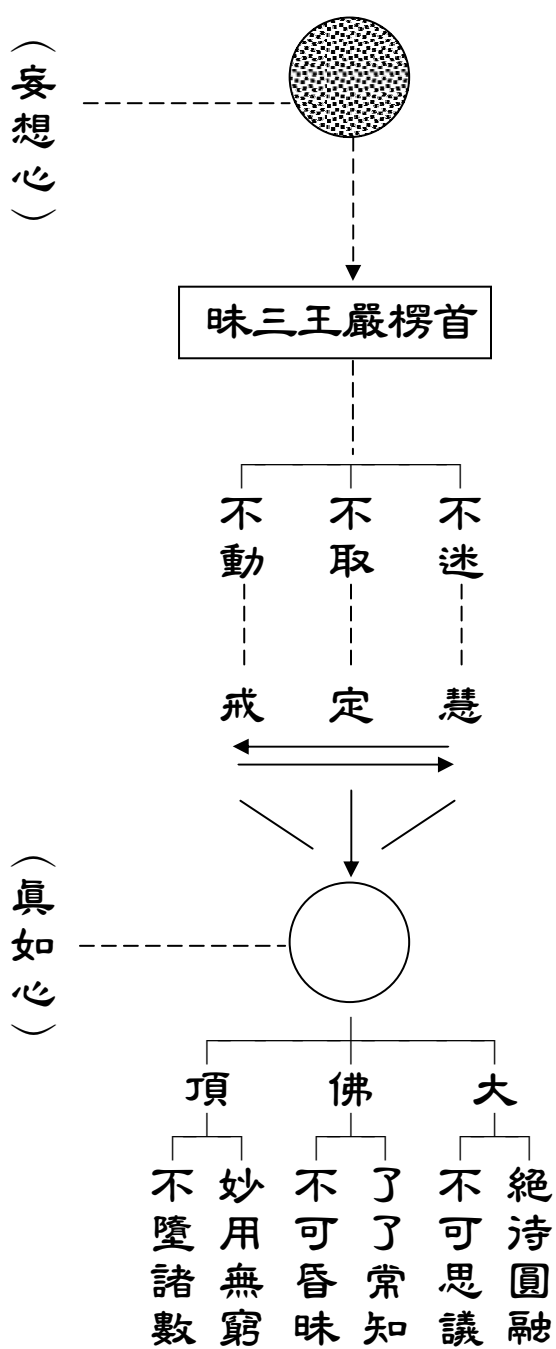 （妄想心）
首楞嚴王三昧
不迷
不取
不動
慧
定
戒
（眞如心）
大
佛
頂
絕待圓融
不可思議
了了常知
不可昏昧
妙用無窮
不墮諸數